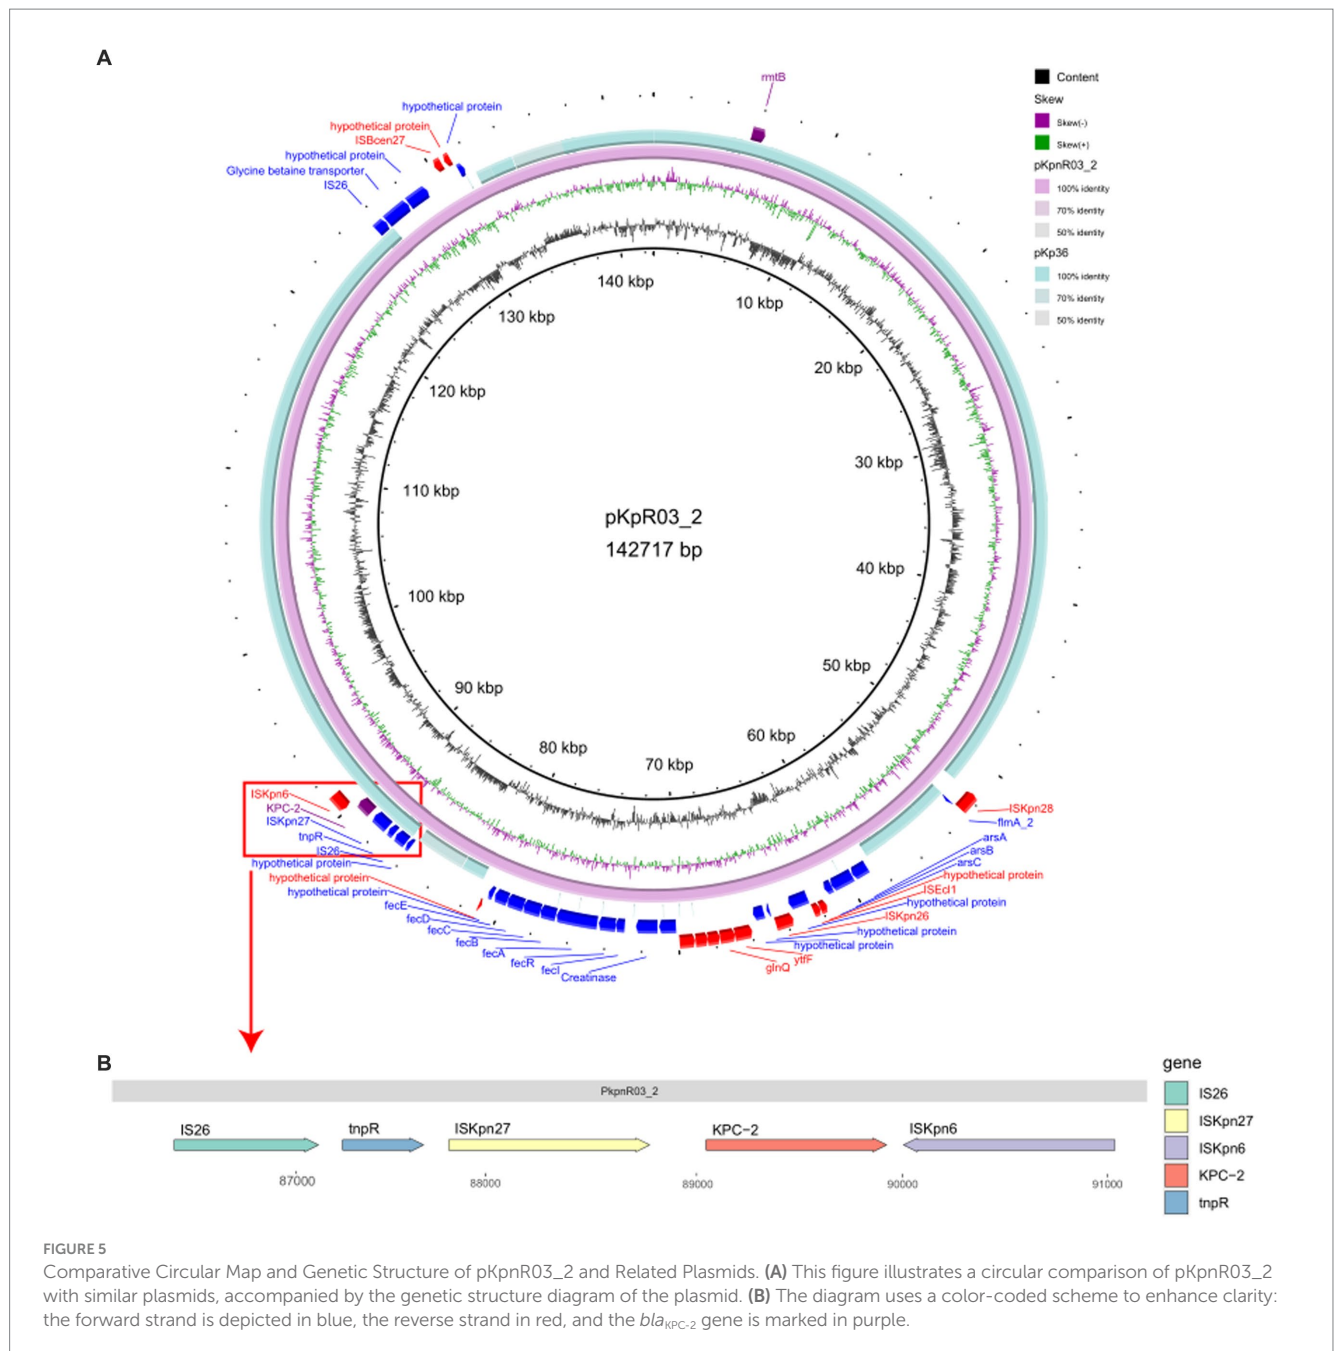 A
rmtB
hypothetical protein
hypothetical protein
ISBcen27
hypothetical protein
Glycine betaine transporter
IS26
Content
Skew
Skew(-)
Skew(+)
pKpnR03_2
100% identity
70% identity
50% identity
pKp36
100% identity
70% identity
50% identity
140 kbp
10 kbp
130 kbp
20 kbp
120 kbp
30 kbp
110 kbp
pKpR03_2
142717 bp
40 kbp
100 kbp
50 kbp
90 kbp
60 kbp
80 kbp
70 kbp
ISKpn6
KPC-2
ISKpn27
tnpR
IS26
hypothetical protein
hypothetical protein
hypothetical protein
fecE
fecD
fecC
fecB
fecA
fecR
fecI
Creatinase
ISKpn28
flmA_2
arsA
arsB
arsC
hypothetical protein
ISEcl1
hypothetical protein
ISKpn26
hypothetical protein
hypothetical protein
ytfF
glnQ
B
PkpnR03_2
IS26 tnpR ISKpn27 KPC-2 ISKpn6
87000 88000 89000 90000 91000
gene
IS26
ISKpn27
ISKpn6
KPC-2
tnpR
FIGURE 5
Comparative Circular Map and Genetic Structure of pKpnR03_2 and Related Plasmids. (A) This figure illustrates a circular comparison of pKpnR03_2
with similar plasmids, accompanied by the genetic structure diagram of the plasmid. (B) The diagram uses a color-coded scheme to enhance clarity:
the forward strand is depicted in blue, the reverse strand in red, and the blaKPC-2 gene is marked in purple.